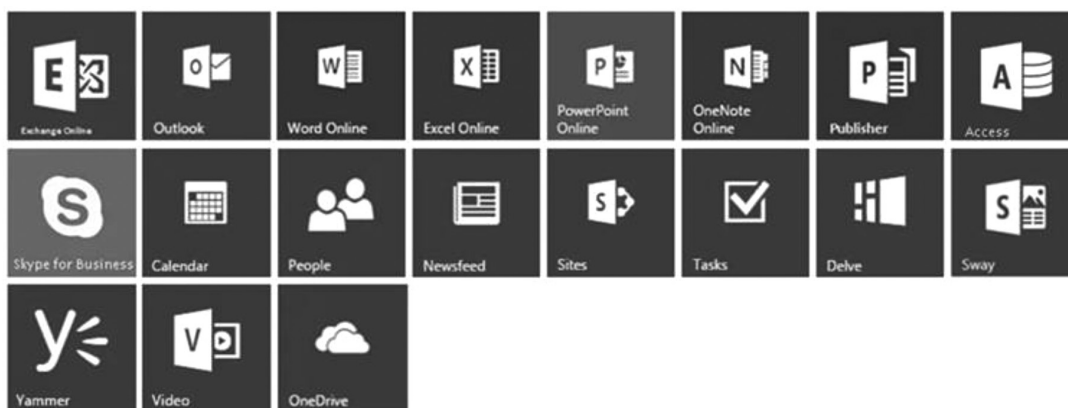 Exchange Online
Outlook
Word Online
Excel Online
PowerPoint
Online
OneNote
Online
Publisher
Access
Skype for Business
Calendar
People
Newsfeed
Sites
Tasks
Delve
Sway
Yammer
Video
OneDrive